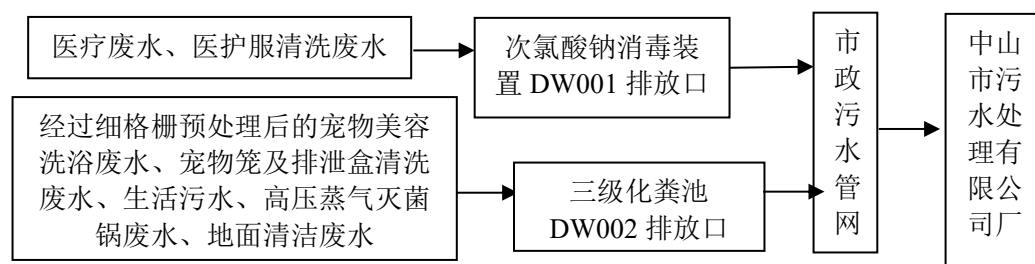 医疗废水、医护服清洗废水
次氯酸钠消毒装
置 DW001 排放口
经过细格栅预处理后的宠物美容
洗浴废水、宠物笼及排泄盒清洗
废水、生活污水、高压蒸气灭菌
锅废水、地面清洁废水
三级化粪池
DW002 排放口
市
政
污
水
管
网
中山
市污
水处
理有
限公
司厂